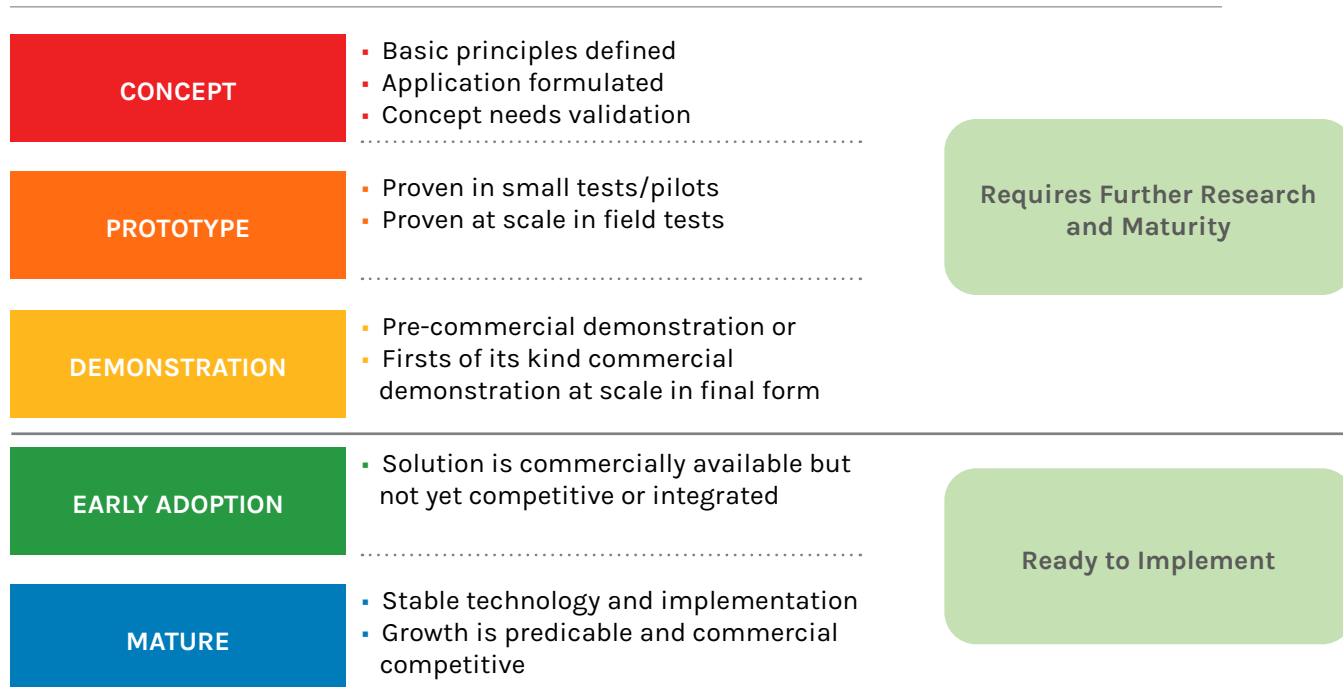 CONCEPT
▪ Basic principles defined
▪ Application formulated
▪ Concept needs validation
PROTOTYPE
▪ Proven in small tests/pilots
▪ Proven at scale in field tests
Requires Further Research
and Maturity
DEMONSTRATION
▪ Pre-commercial demonstration or
▪ Firsts of its kind commercial
demonstration at scale in final form
EARLY ADOPTION
▪ Solution is commercially available but
not yet competitive or integrated
MATURE
▪ Stable technology and implementation
▪ Growth is predicable and commercial
competitive
Ready to Implement